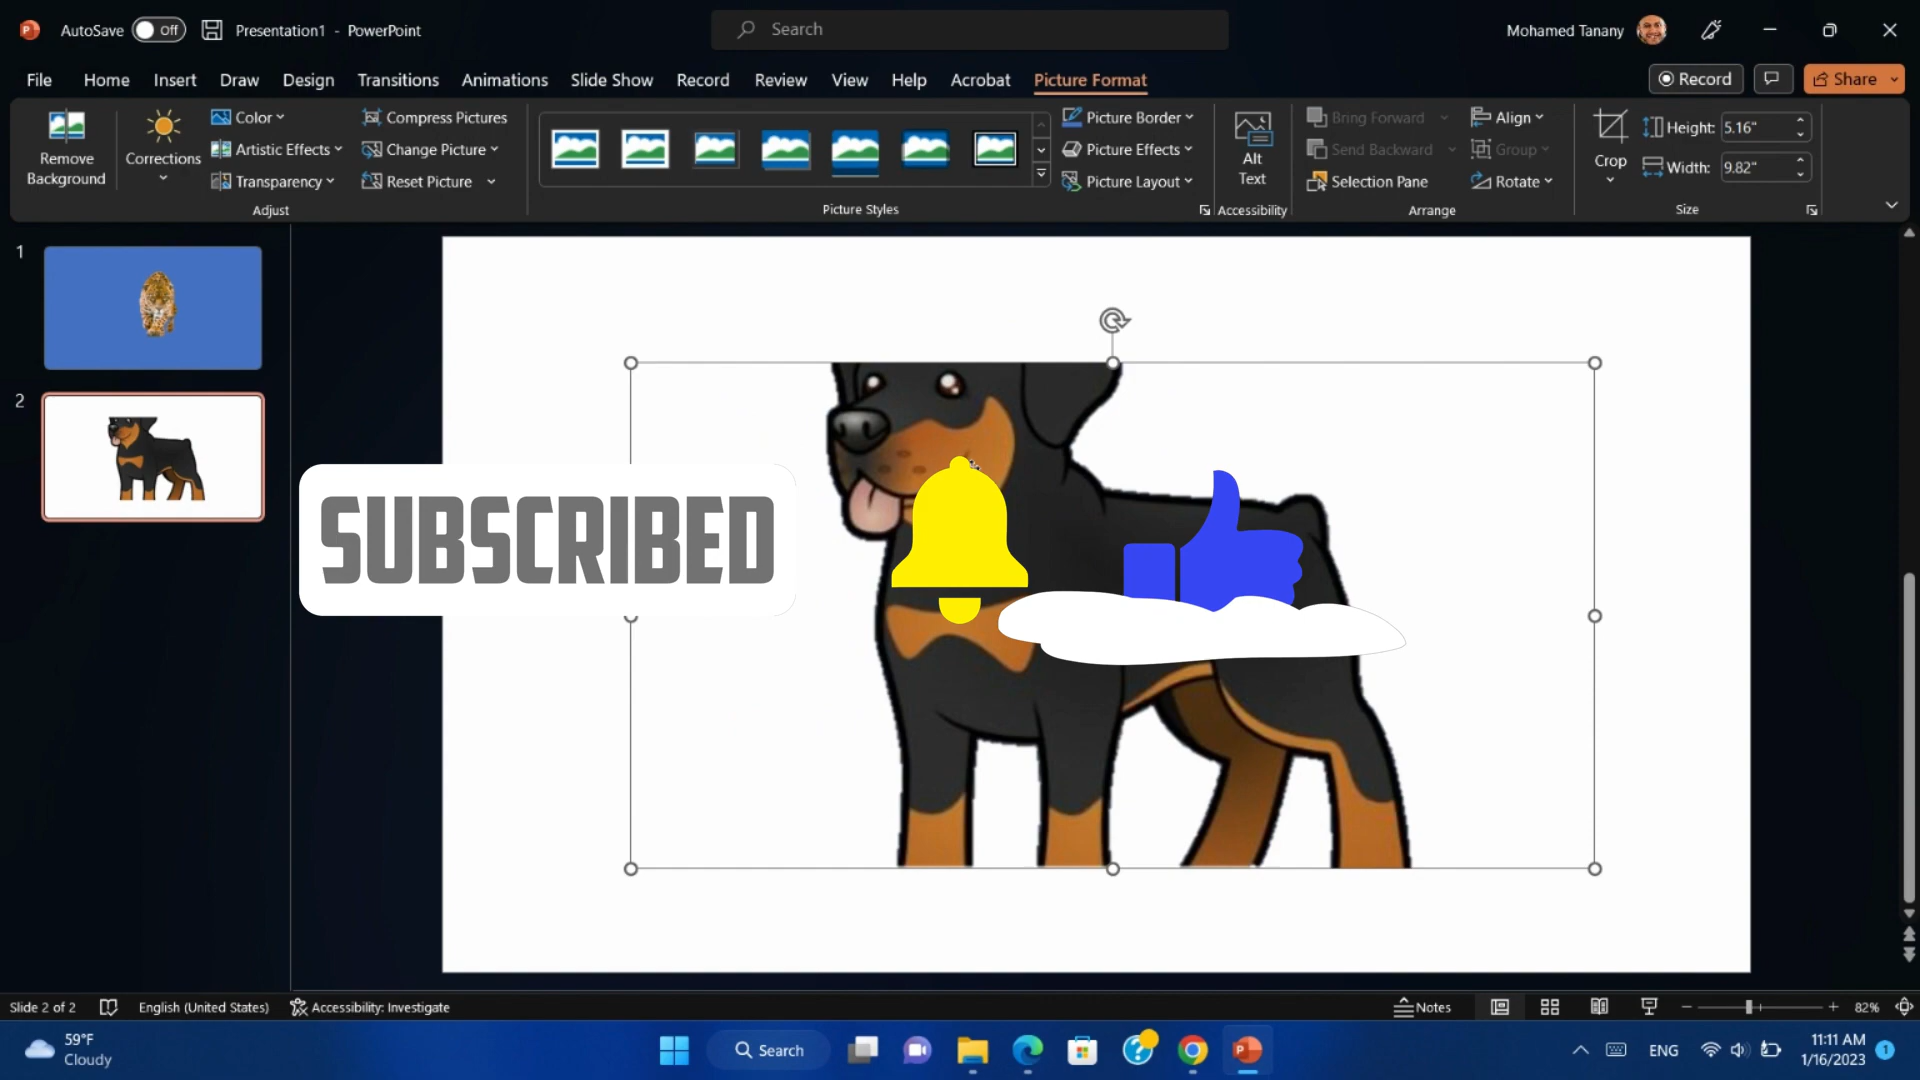 AutoSave Off Presentation1 - PowerPoint Search Mohamed Tanany
File Home Insert Draw Design Transitions Animations Slide Show Record Review View Help Acrobat Picture Format Record Share
Remove Background
Corrections
Color
Artistic Effects
Transparency
Compress Pictures
Change Picture
Reset Picture
Adjust
Picture Styles
Picture Border
Picture Effects
Picture Layout
Alt Text
Accessibility
Bring Forward
Send Backward
Selection Pane
Align
Group
Rotate
Arrange
Crop
Height: 5.16"
Width: 9.82"
Size
1
2
SUBSCRIBED
Slide 2 of 2 English (United States) Accessibility: Investigate Notes 82%
59°F
Cloudy
Search
ENG
11:11 AM
1/16/2023
1